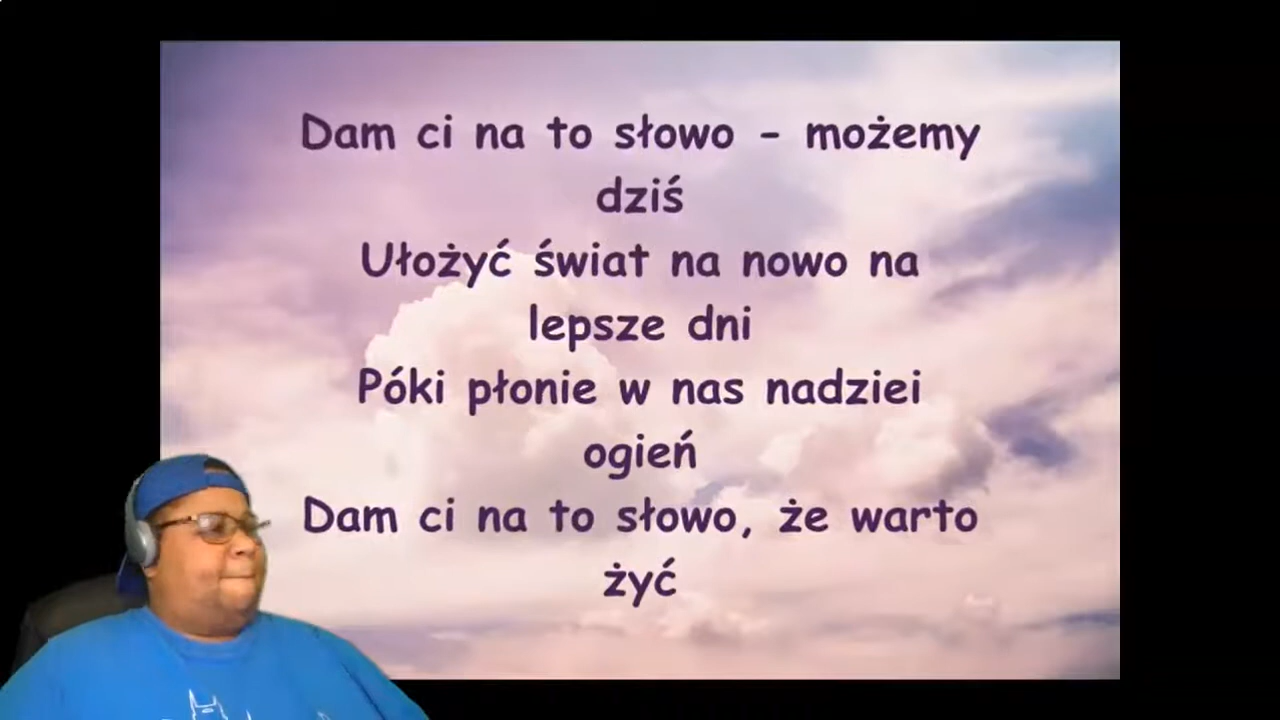 Dam ci na to słowo - możemy
dziś
Ułożyć świat na nowo na
lepsze dni
Póki płonie w nas nadziei
ogień
Dam ci na to słowo, że warto
żyć